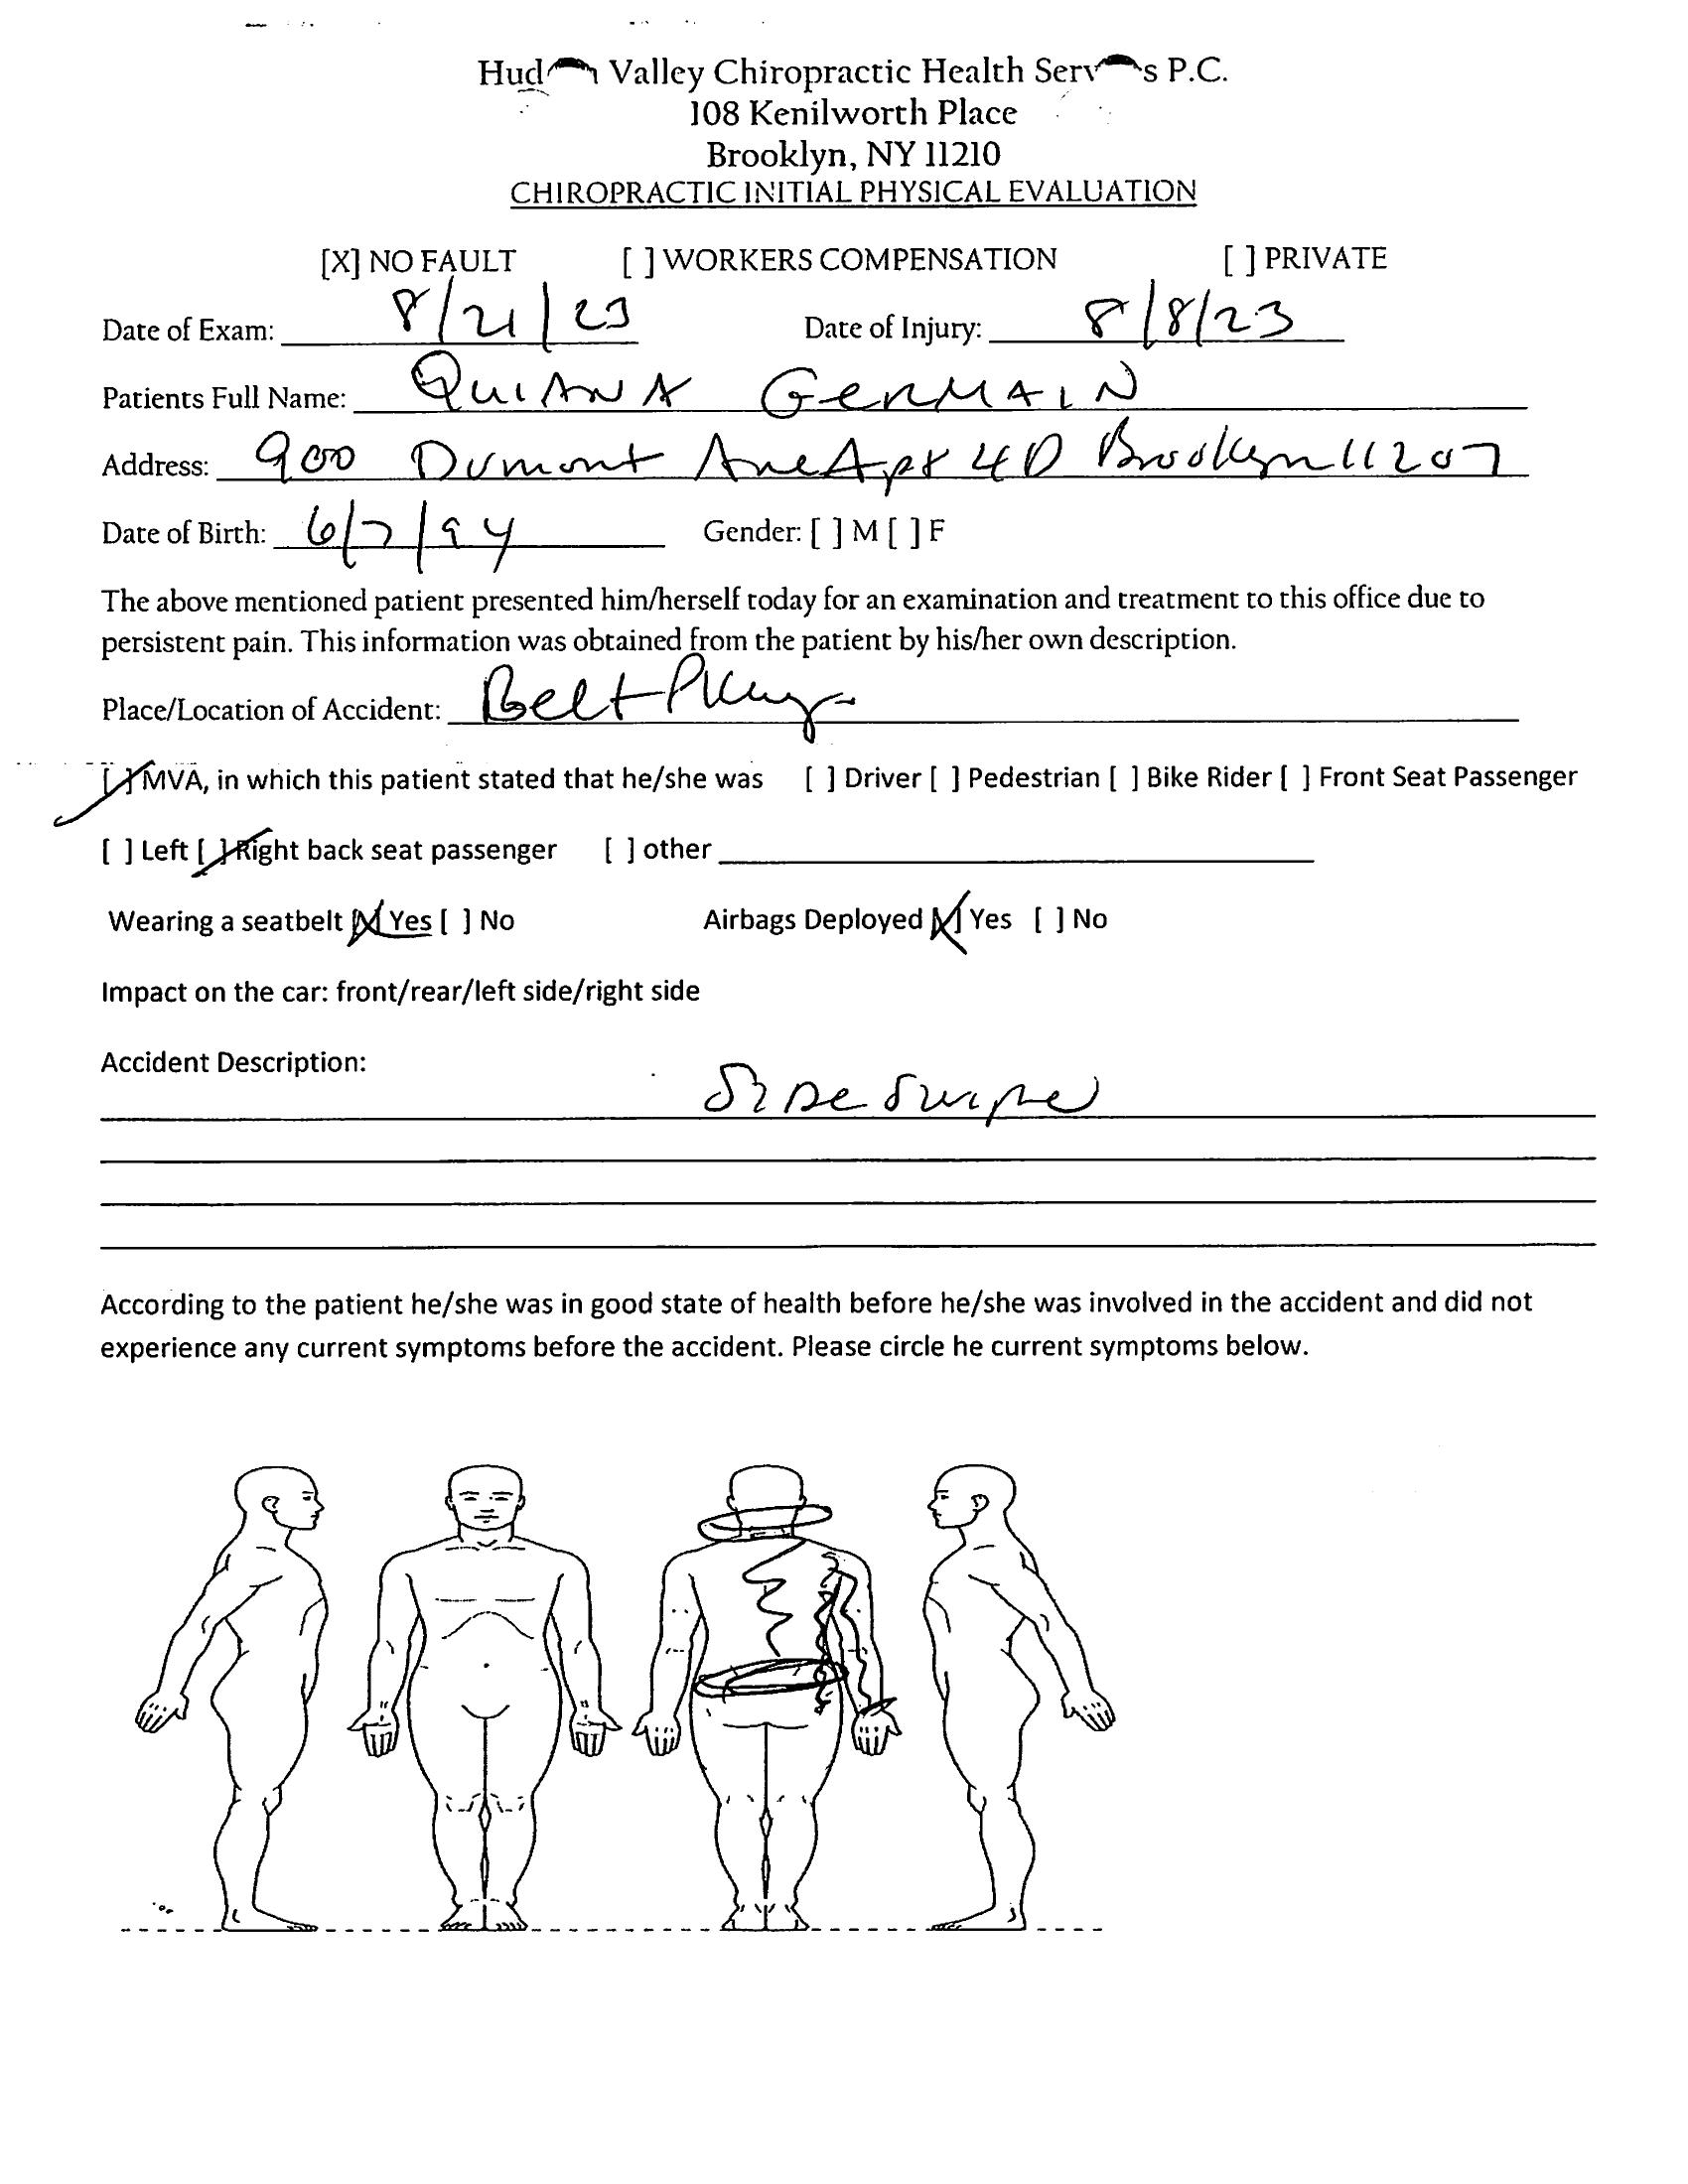 Hud Valley Chiropractic Health Serv s P.C.
108 Kenilworth Place
Brooklyn, NY 11210
CHIROPRACTIC INITIAL PHYSICAL EVALUATION
[X] NO FAULT [ ] WORKERS COMPENSATION [ ] PRIVATE
Date of Exam: 8/21/23 Date of Injury: 8/8/23
Patients Full Name: QUIANA GERMAIN
Address: 900 Dumont Ave Apt 4D Brooklyn 11207
Date of Birth: 6/7/94 Gender: [ ] M [ ] F
The above mentioned patient presented him/herself today for an examination and treatment to this office due to
persistent pain. This information was obtained from the patient by his/her own description.
Place/Location of Accident: Belt Pkwy
[✓] MVA, in which this patient stated that he/she was [ ] Driver [ ] Pedestrian [ ] Bike Rider [ ] Front Seat Passenger
[ ] Left [✓] Right back seat passenger [ ] other
Wearing a seatbelt [X] Yes [ ] No Airbags Deployed [X] Yes [ ] No
Impact on the car: front/rear/left side/right side
Accident Description:
Side swipe
According to the patient he/she was in good state of health before he/she was involved in the accident and did not
experience any current symptoms before the accident. Please circle he current symptoms below.